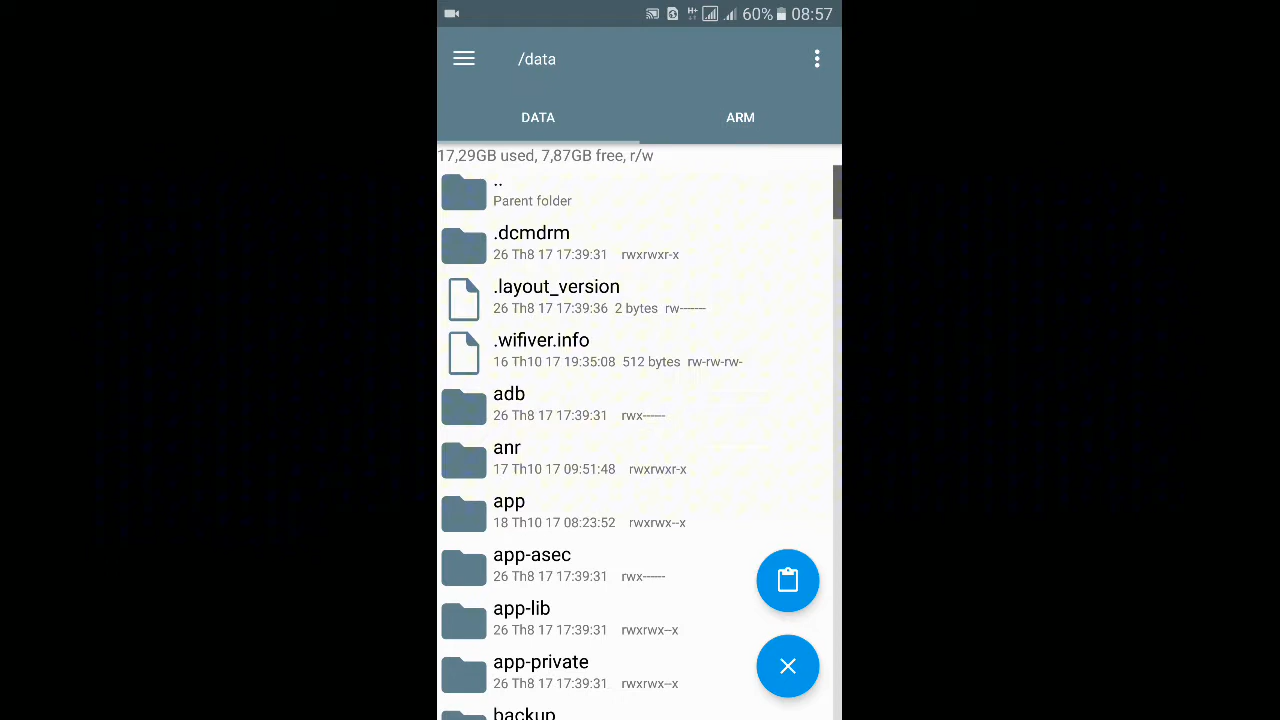 60% 08:57
/data
DATA ARM
17,29GB used, 7,87GB free, r/w
..
Parent folder
.dcmdrm
26 Th8 17 17:39:31 rwxrwxr-x
.layout_version
26 Th8 17 17:39:36 2 bytes rw-------
.wifiver.info
16 Th10 17 19:35:08 512 bytes rw-rw-rw-
adb
26 Th8 17 17:39:31 rwx------
anr
17 Th10 17 09:51:48 rwxrwxr-x
app
18 Th10 17 08:23:52 rwxrwx--x
app-asec
26 Th8 17 17:39:31 rwx------
app-lib
26 Th8 17 17:39:31 rwxrwx--x
app-private
26 Th8 17 17:39:31 rwxrwx--x
backup